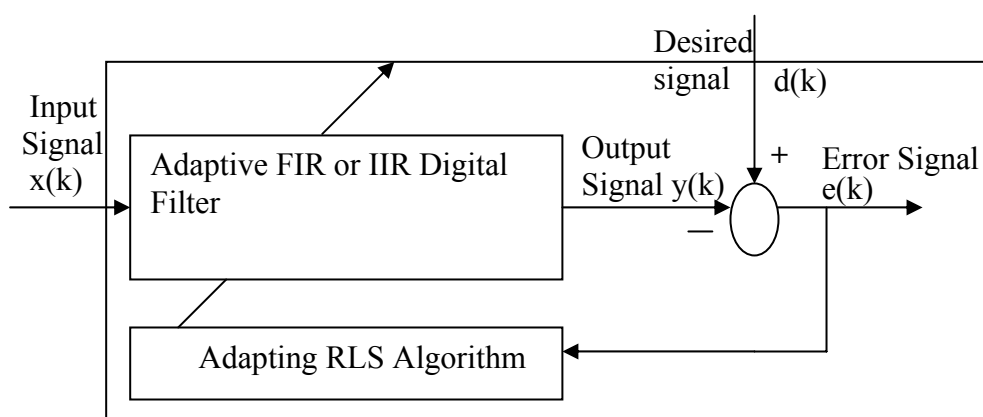 Desired
signal
d(k)
Input
Signal
x(k)
Adaptive FIR or IIR Digital
Filter
Output
Signal y(k)
+
–
Error Signal
e(k)
Adapting RLS Algorithm